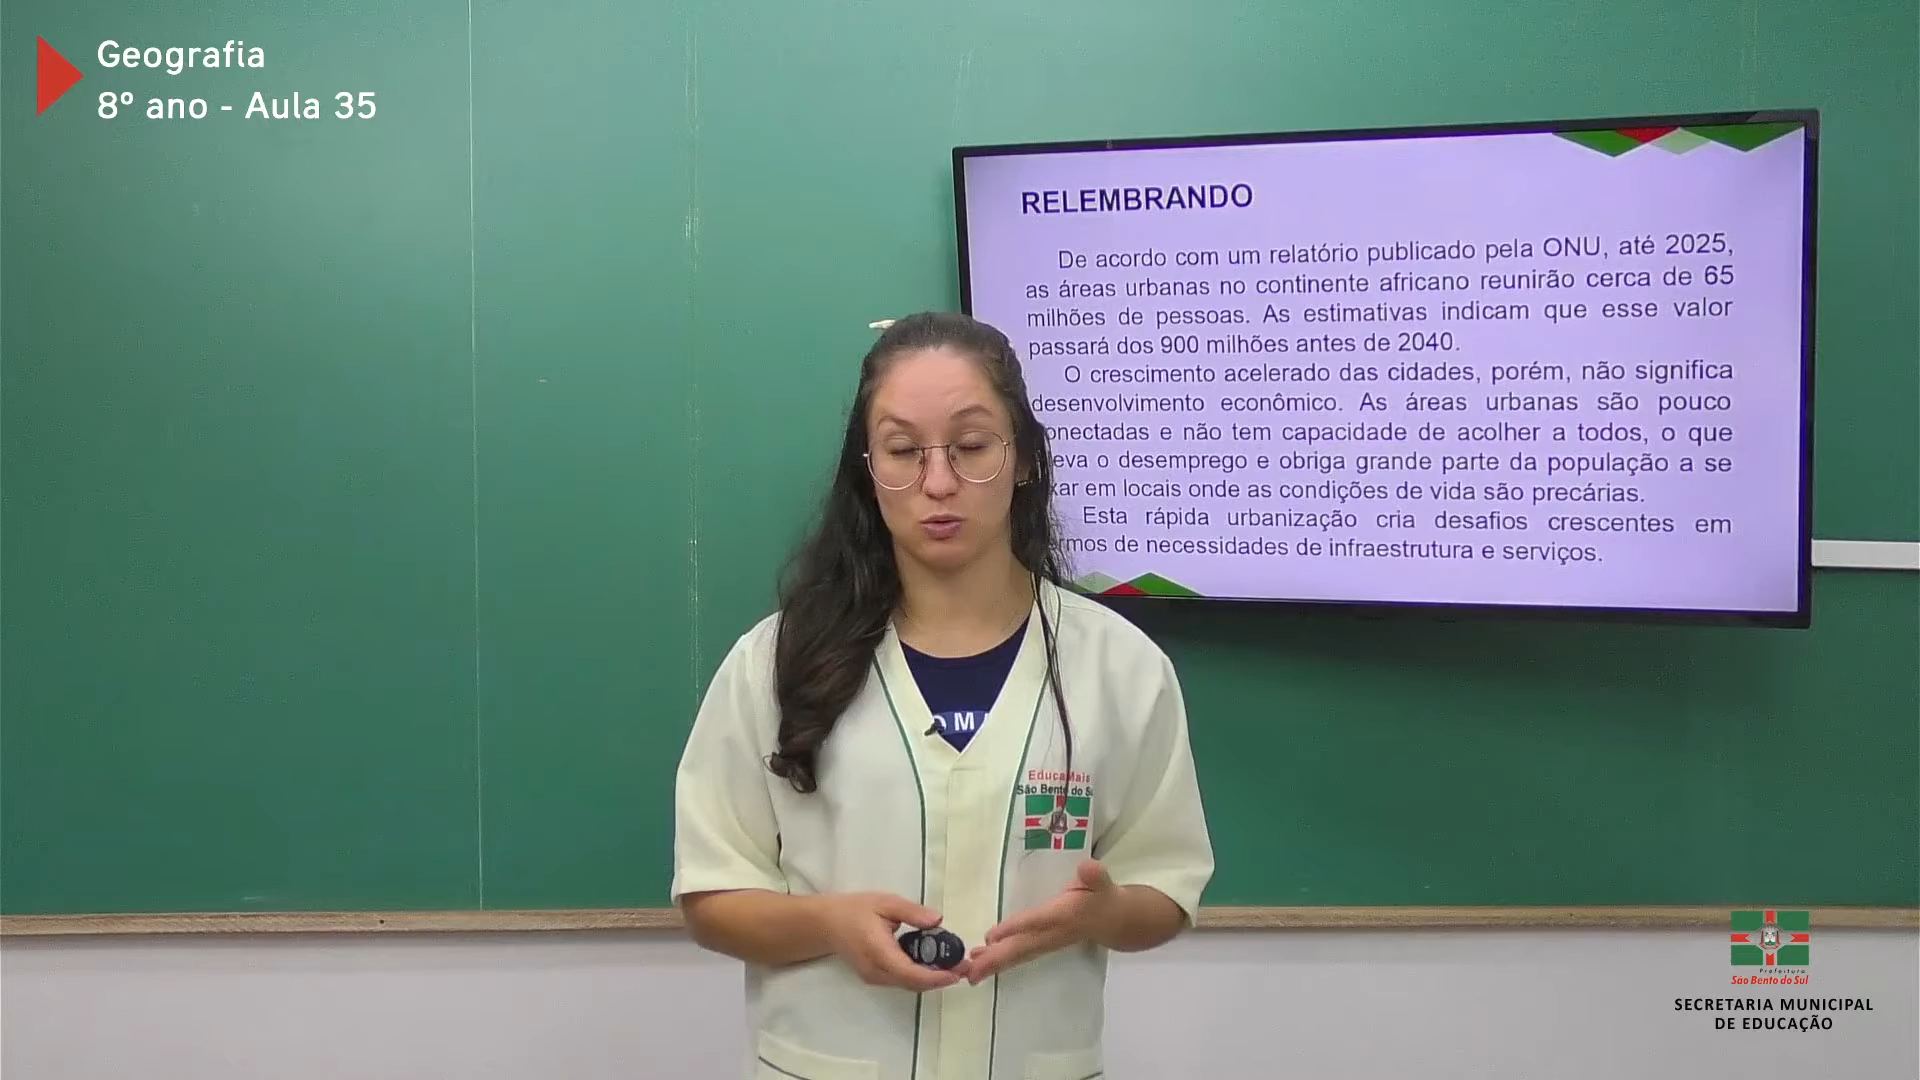 Geografia
8º ano - Aula 35
RELEMBRANDO
De acordo com um relatório publicado pela ONU, até 2025,
as áreas urbanas no continente africano reunirão cerca de 65
milhões de pessoas. As estimativas indicam que esse valor
passará dos 900 milhões antes de 2040.
O crescimento acelerado das cidades, porém, não significa
desenvolvimento econômico. As áreas urbanas são pouco
onectadas e não tem capacidade de acolher a todos, o que
eva o desemprego e obriga grande parte da população a se
xar em locais onde as condições de vida são precárias.
Esta rápida urbanização cria desafios crescentes em
rmos de necessidades de infraestrutura e serviços.
EducaMais
São Bento do Su
Prefeitura
São Bento do Sul
SECRETARIA MUNICIPAL
DE EDUCAÇÃO